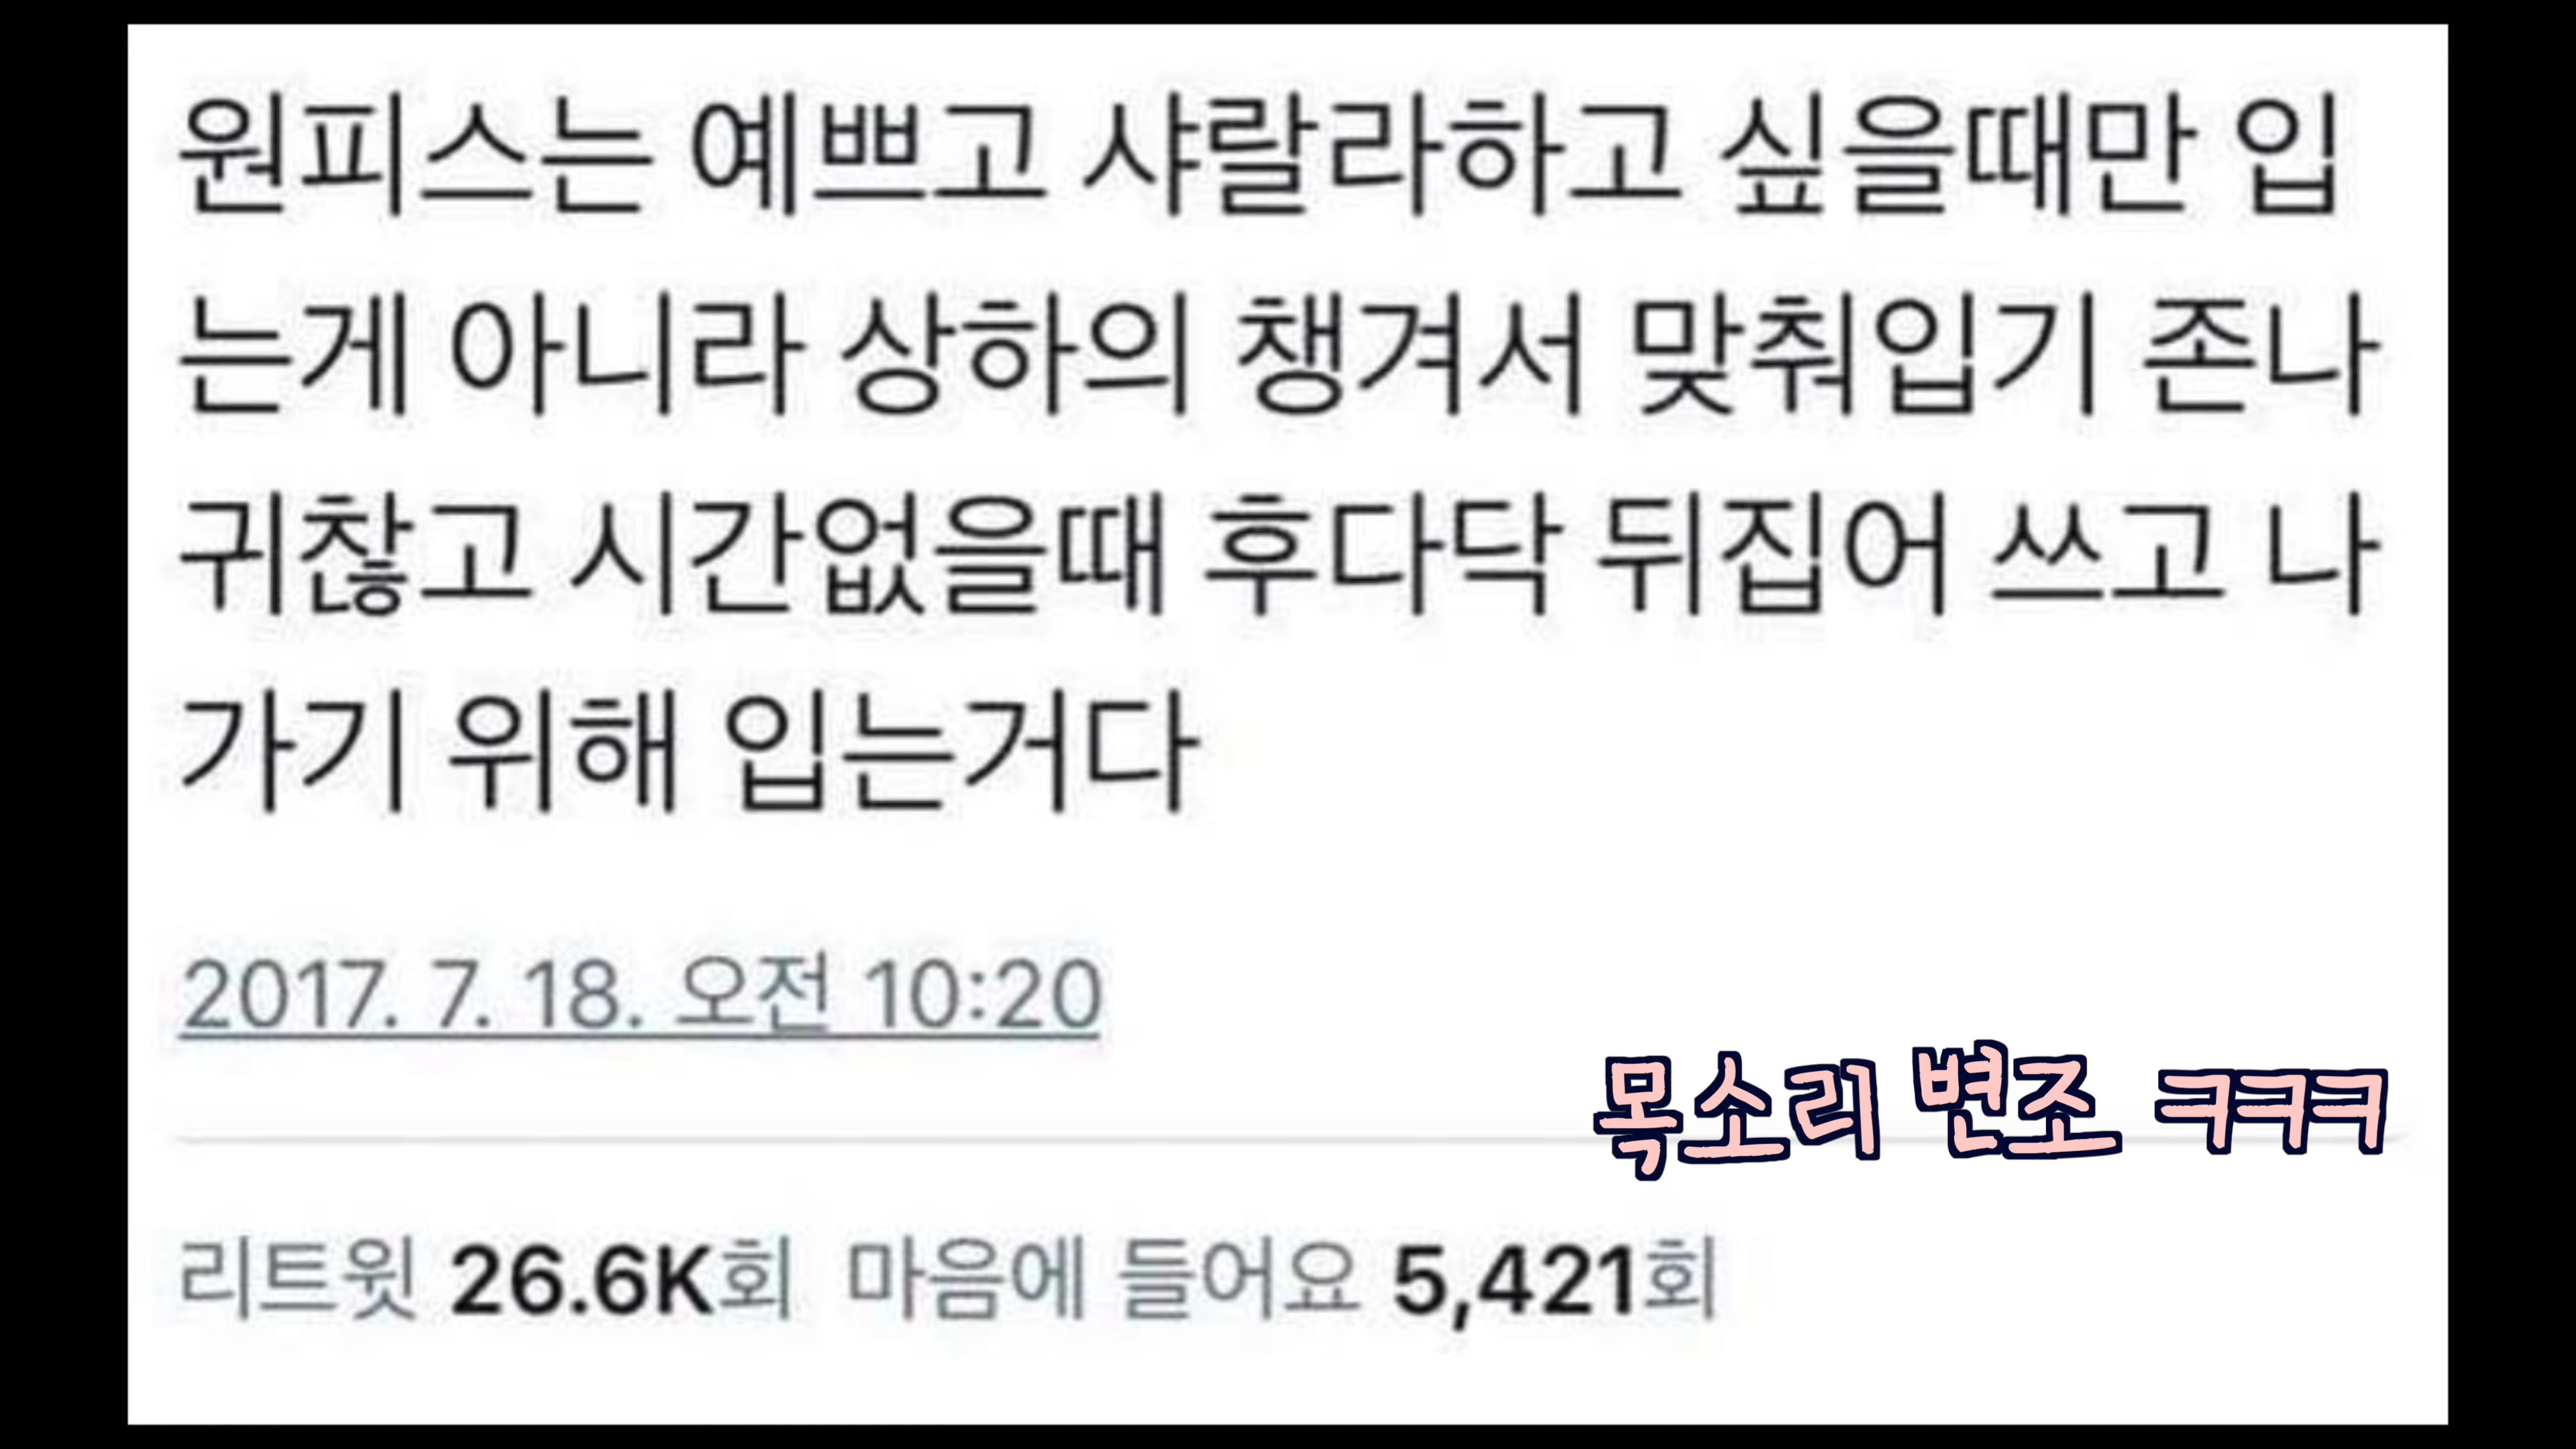 원피스는 예쁘고 샤랄라하고 싶을때만 입
는게 아니라 상하의 챙겨서 맞춰입기 존나
귀찮고 시간없을때 후다닥 뒤집어 쓰고 나
가기 위해 입는거다
2017. 7. 18. 오전 10:20
목소리 변조 ㅋㅋㅋ
리트윗 26.6K회 마음에 들어요 5,421회